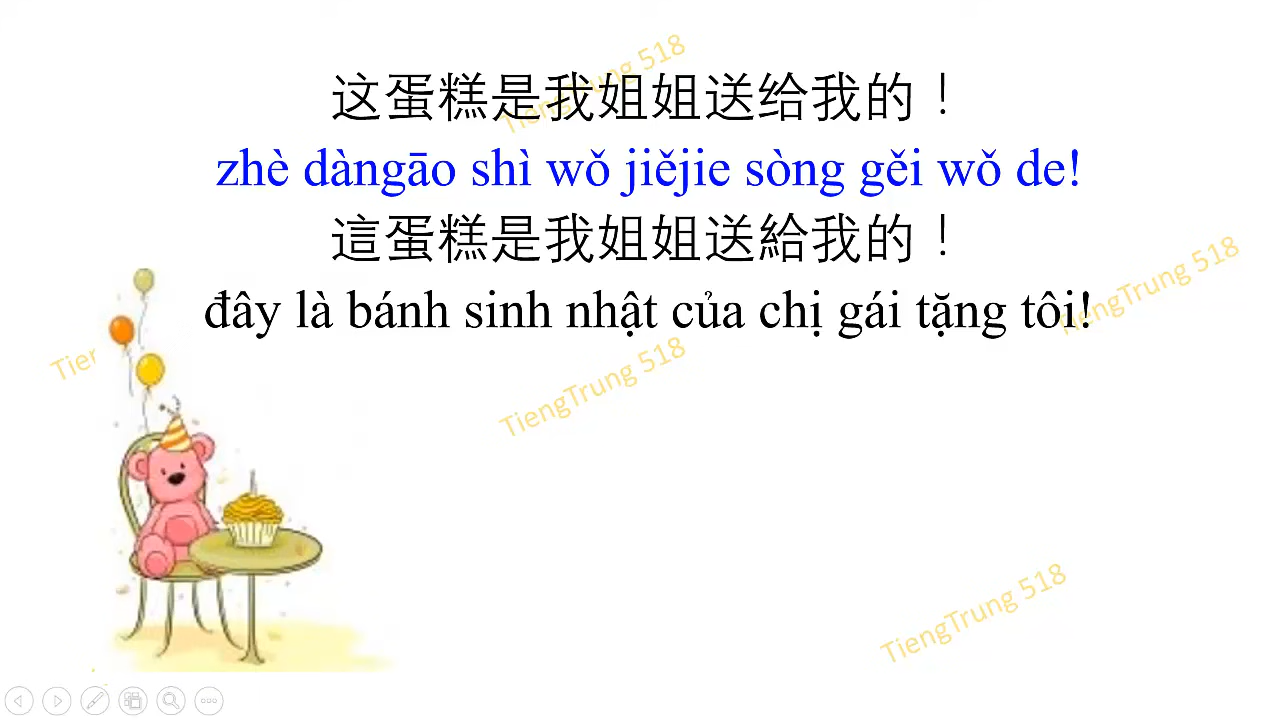 这蛋糕是我姐姐送给我的！
zhè dàngāo shì wǒ jiějie sòng gěi wǒ de!
這蛋糕是我姐姐送給我的！
đây là bánh sinh nhật của chị gái tặng tôi!
TiengTrung 518
TiengTrung 518
Tien
TiengTrung 518
TiengTrung 518